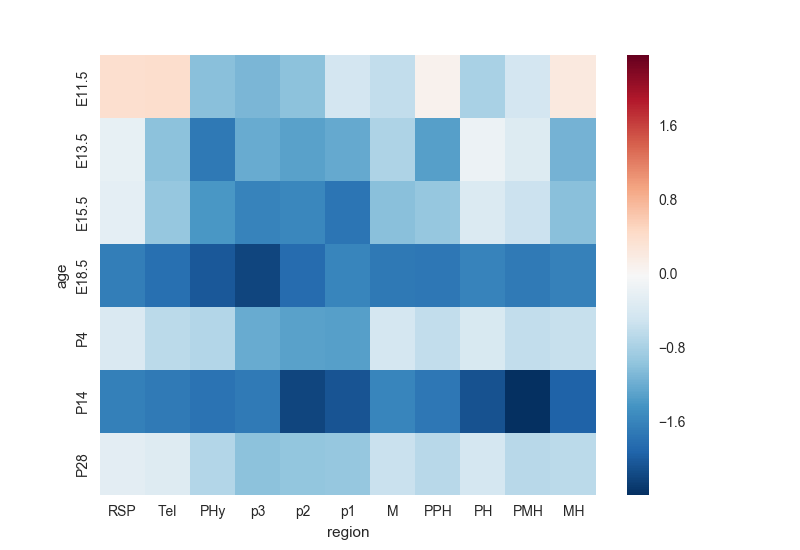 E11.5
E13.5
E15.5
E18.5
P4
P14
P28
age
RSP Tel PHy p3 p2 p1 M PPH PH PMH MH
region
1.6
0.8
0.0
−0.8
−1.6